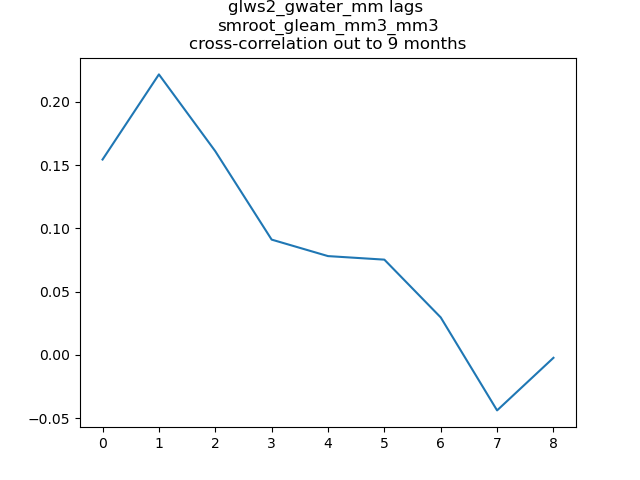 glws2_gwater_mm lags
smroot_gleam_mm3_mm3
cross-correlation out to 9 months
0.20
0.15
0.10
0.05
0.00
−0.05
0 1 2 3 4 5 6 7 8